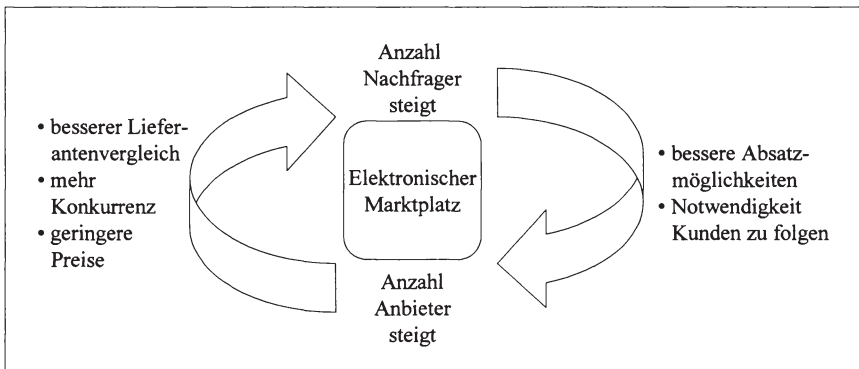 Anzahl
Nachfrager
steigt
• besserer Liefer-
antenvergleich
• mehr
Konkurrenz
• geringere
Preise
Elektronischer
Marktplatz
• bessere Absatz-
möglichkeiten
• Notwendigkeit
Kunden zu folgen
Anzahl
Anbieter
steigt